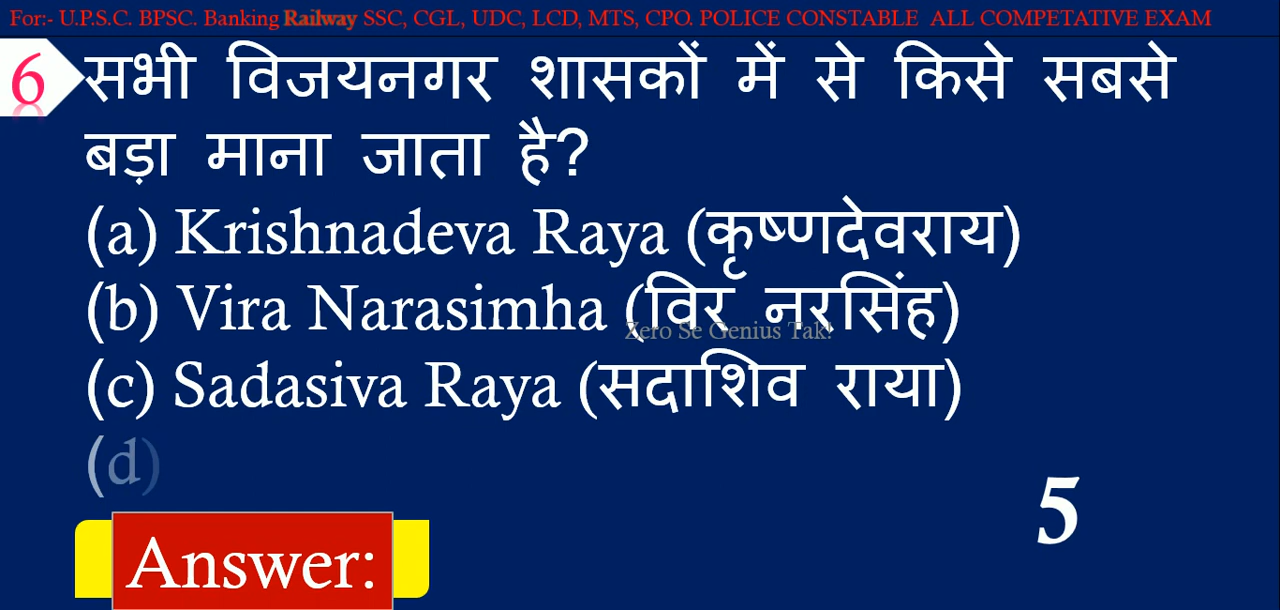 For:- U.P.S.C. BPSC. Banking Railway SSC, CGL, UDC, LCD, MTS, CPO. POLICE CONSTABLE ALL COMPETATIVE EXAM
6 सभी विजयनगर शासकों में से किसे सबसे
बड़ा माना जाता है?
(a) Krishnadeva Raya (कृष्णदेवराय)
(b) Vira Narasimha (विर नरसिंह)
Zero Se Genius Tak!
(c) Sadasiva Raya (सदाशिव राया)
(d)
5
Answer: